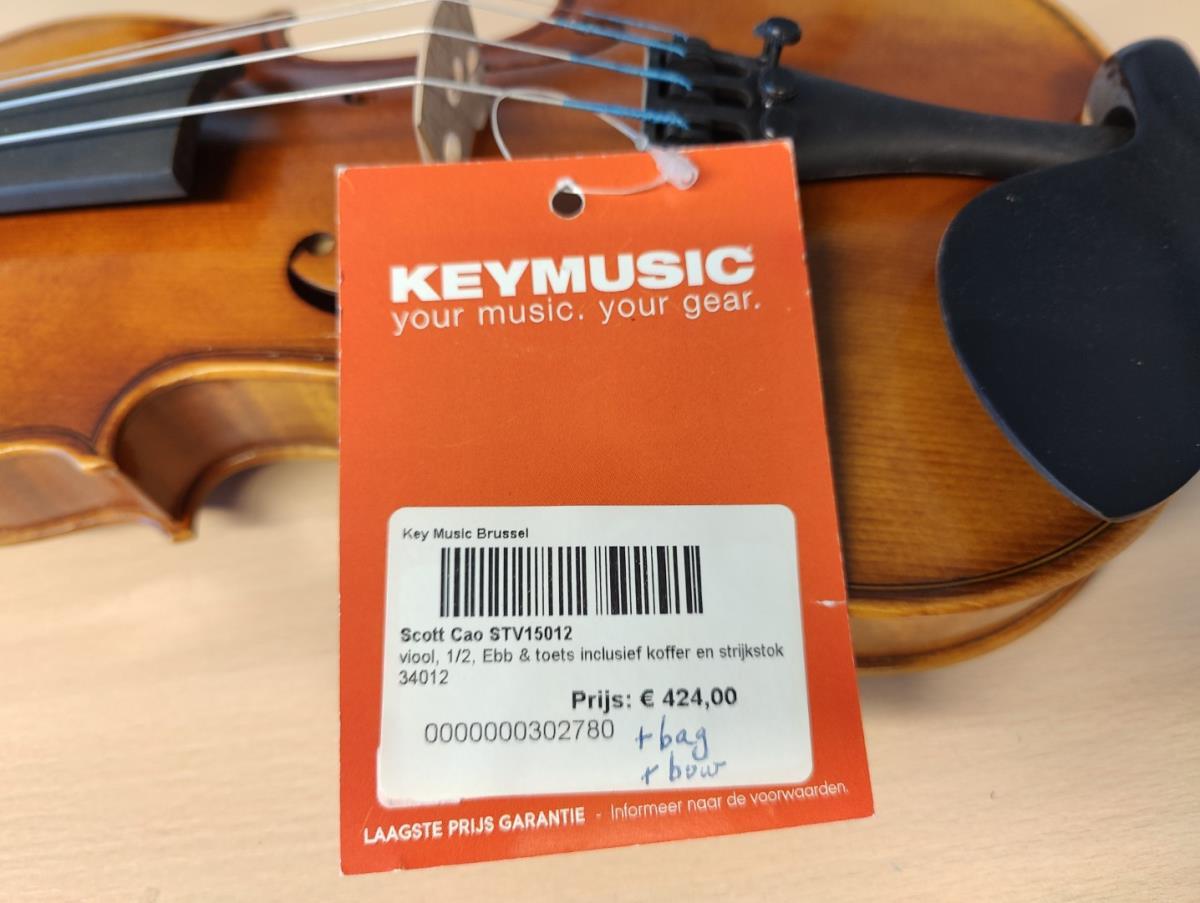 KEYMUSIC
your music. your gear.
Key Music Brussel
Scott Cao STV15012
viool, 1/2, Ebb & toets inclusief koffer en strijkstok
34012
Prijs: € 424,00
0000000302780
+ bag
+ bow
LAAGSTE PRIJS GARANTIE - Informeer naar de voorwaarden.